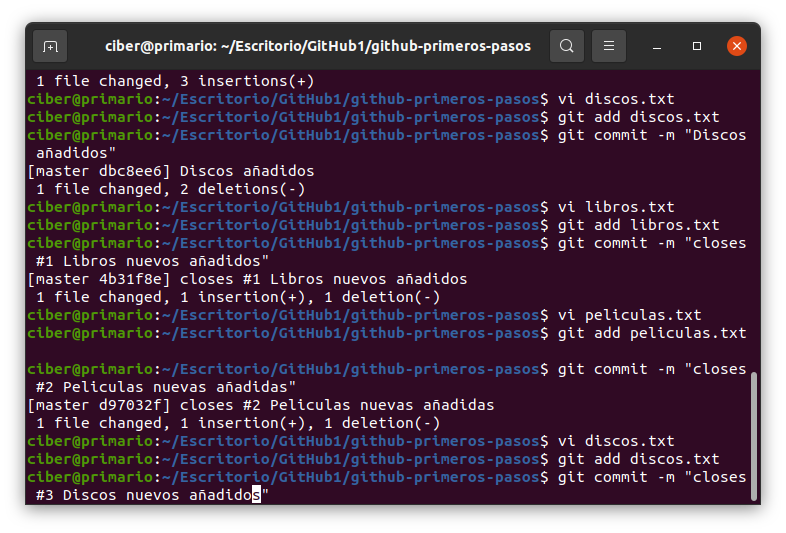 ciber@primario: ~/Escritorio/GitHub1/github-primeros-pasos
1 file changed, 3 insertions(+)
ciber@primario:~/Escritorio/GitHub1/github-primeros-pasos$ vi discos.txt
ciber@primario:~/Escritorio/GitHub1/github-primeros-pasos$ git add discos.txt
ciber@primario:~/Escritorio/GitHub1/github-primeros-pasos$ git commit -m "Discos
añadidos"
[master dbc8ee6] Discos añadidos
1 file changed, 2 deletions(-)
ciber@primario:~/Escritorio/GitHub1/github-primeros-pasos$ vi libros.txt
ciber@primario:~/Escritorio/GitHub1/github-primeros-pasos$ git add libros.txt
ciber@primario:~/Escritorio/GitHub1/github-primeros-pasos$ git commit -m "closes
#1 Libros nuevos añadidos"
[master 4b31f8e] closes #1 Libros nuevos añadidos
1 file changed, 1 insertion(+), 1 deletion(-)
ciber@primario:~/Escritorio/GitHub1/github-primeros-pasos$ vi peliculas.txt
ciber@primario:~/Escritorio/GitHub1/github-primeros-pasos$ git add peliculas.txt
ciber@primario:~/Escritorio/GitHub1/github-primeros-pasos$ git commit -m "closes
#2 Peliculas nuevas añadidas"
[master d97032f] closes #2 Peliculas nuevas añadidas
1 file changed, 1 insertion(+), 1 deletion(-)
ciber@primario:~/Escritorio/GitHub1/github-primeros-pasos$ vi discos.txt
ciber@primario:~/Escritorio/GitHub1/github-primeros-pasos$ git add discos.txt
ciber@primario:~/Escritorio/GitHub1/github-primeros-pasos$ git commit -m "closes
#3 Discos nuevos añadidos"